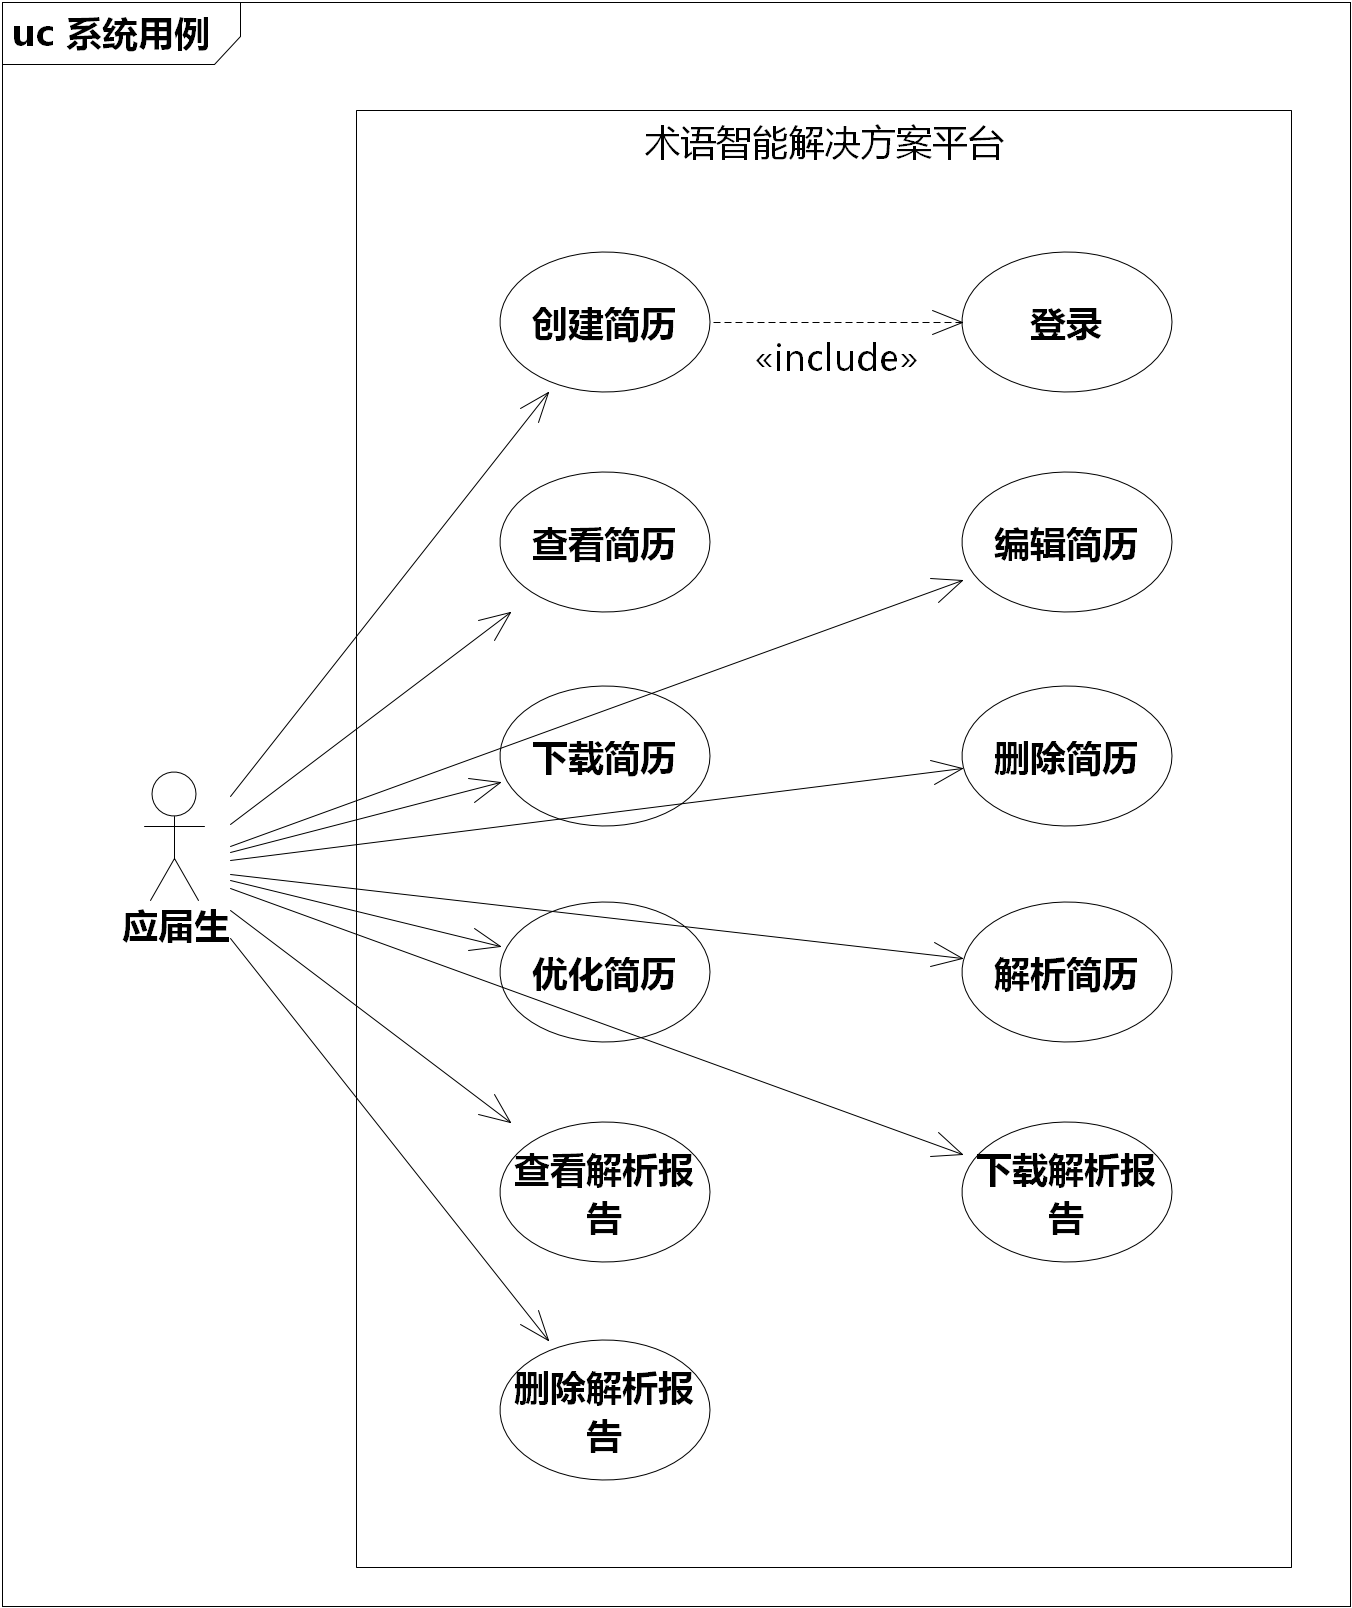 uc 系统用例
术语智能解决方案平台
创建简历
登录
«include»
查看简历
编辑简历
下载简历
删除简历
应届生
优化简历
解析简历
查看解析报
告
下载解析报
告
删除解析报
告